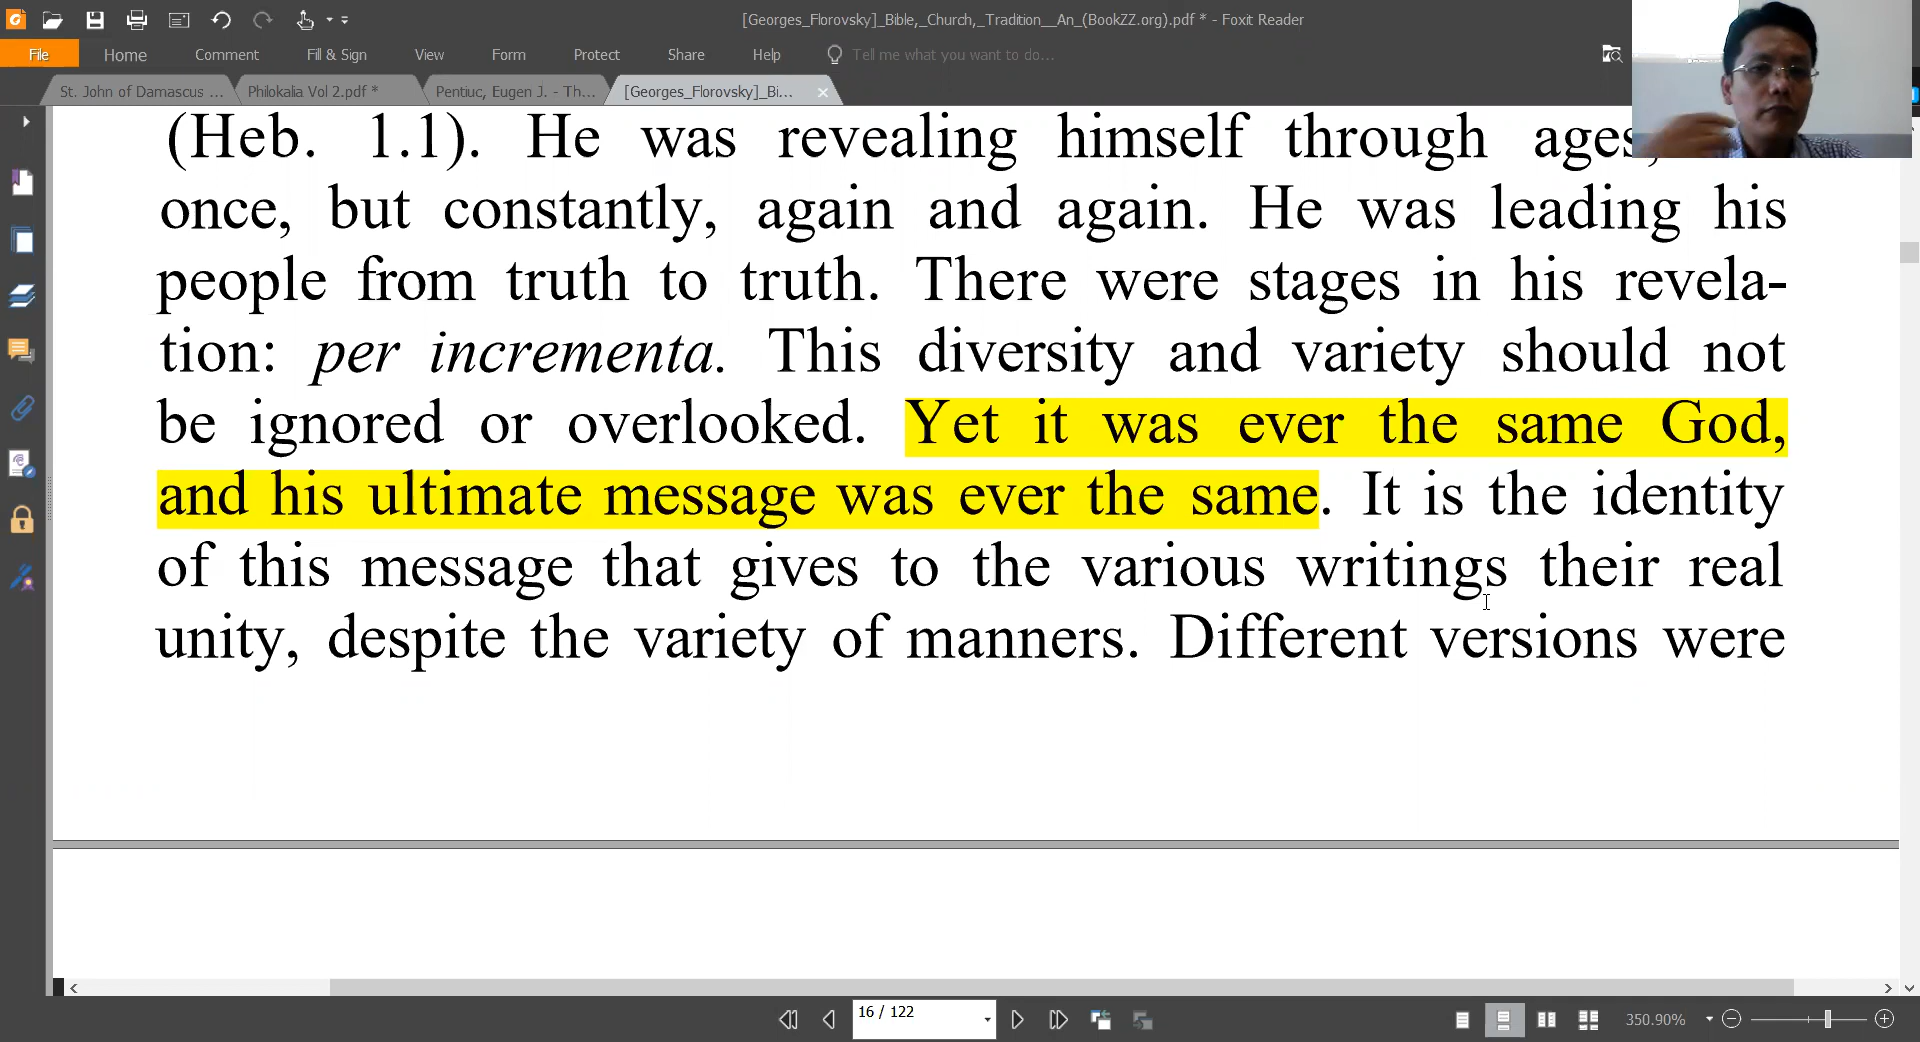 [Georges_Florovsky]_Bible,_Church,_Tradition__An_(BookZZ.org).pdf * - Foxit Reader
File Home Comment Fill & Sign View Form Protect Share Help Tell me what you want to do...
St. John of Damascus ... Philokalia Vol 2.pdf * Pentiuc, Eugen J. - Th... [Georges_Florovsky]_Bi...
(Heb. 1.1). He was revealing himself through ages,
once, but constantly, again and again. He was leading his
people from truth to truth. There were stages in his revela-
tion: per incrementa. This diversity and variety should not
be ignored or overlooked. Yet it was ever the same God,
and his ultimate message was ever the same. It is the identity
of this message that gives to the various writings their real
unity, despite the variety of manners. Different versions were
16 / 122
350.90%